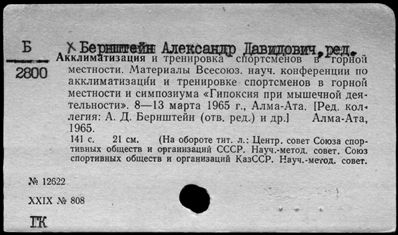 Б
2800
Бернштейн Александр Давидович, ред.
Акклиматизация и тренировка спортсменов в горной
местности. Материалы Всесоюз. науч. конференции по
акклиматизации и тренировке спортсменов в горной
местности и симпозиума «Гипоксия при мышечной дея-
тельности». 8—13 марта 1965 г., Алма-Ата. [Ред. кол-
легия: А. Д. Бернштейн (отв. ред.) и др.] Алма-Ата,
1965.
141 с. 21 см. (На обороте тит. л.: Центр. совет Союза спор-
тивных обществ и организаций СССР. Науч.-метод. совет. Союз
спортивных обществ и организаций КазССР. Науч.-метод. совет.
№ 12622
XXIX № 808
ГК